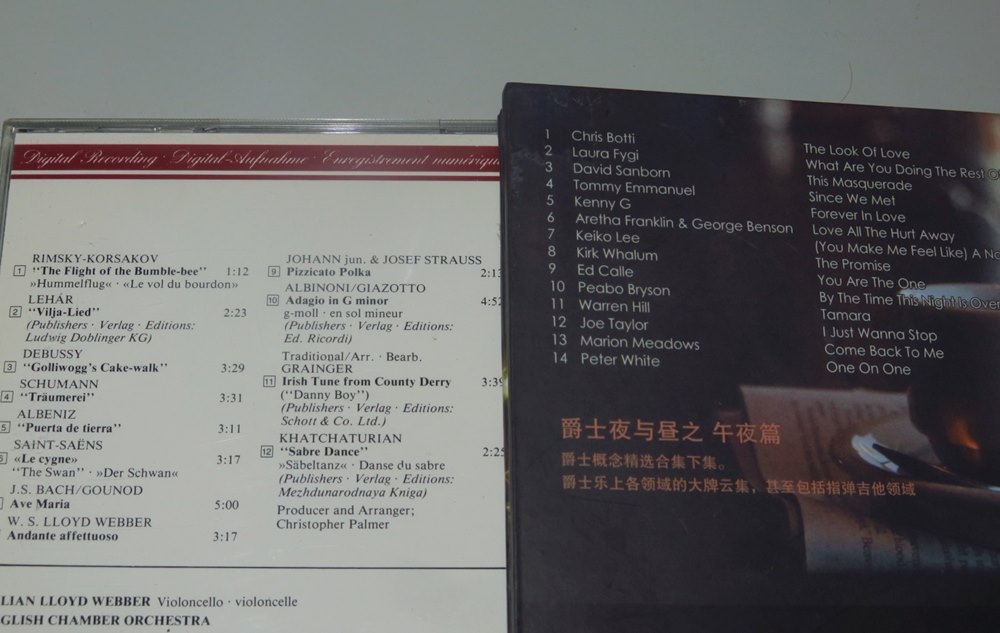 Digital Recording · Digital-Aufnahme · Enregistrement numérique
RIMSKY-KORSAKOV
1 "The Flight of the Bumble-bee" 1:12
»Hummelflug« · «Le vol du bourdon»
LEHÁR
2 "Vilja-Lied" 2:23
(Publishers · Verlag · Editions:
Ludwig Doblinger KG)
DEBUSSY
3 "Golliwogg's Cake-walk" 3:29
SCHUMANN
4 "Träumerei" 3:31
ALBENIZ
5 "Puerta de tierra" 3:11
SAINT-SAËNS
6 «Le cygne» 3:17
"The Swan" · »Der Schwan«
J.S. BACH/GOUNOD
Ave Maria 5:00
W. S. LLOYD WEBBER
Andante affettuoso 3:17
JOHANN jun. & JOSEF STRAUSS
9 Pizzicato Polka 2:13
ALBINONI/GIAZOTTO
10 Adagio in G minor 4:52
g-moll · en sol mineur
(Publishers · Verlag · Editions:
Ed. Ricordi)
Traditional/Arr. · Bearb.
GRAINGER
11 Irish Tune from County Derry 3:39
("Danny Boy")
(Publishers · Verlag · Editions:
Schott & Co. Ltd.)
KHATCHATURIAN
12 "Sabre Dance" 2:25
»Säbeltanz« · Danse du sabre
(Publishers · Verlag · Editions:
Mezhdunarodnaya Kniga)
Producer and Arranger;
Christopher Palmer
LIAN LLOYD WEBBER Violoncello · violoncelle
GLISH CHAMBER ORCHESTRA
1 Chris Botti The Look Of Love
2 Laura Fygi What Are You Doing The Rest O
3 David Sanborn This Masquerade
4 Tommy Emmanuel Since We Met
5 Kenny G Forever In Love
6 Aretha Franklin & George Benson Love All The Hurt Away
7 Keiko Lee (You Make Me Feel Like) A Na
8 Kirk Whalum The Promise
9 Ed Calle You Are The One
10 Peabo Bryson By The Time This Night Is Over
11 Warren Hill Tamara
12 Joe Taylor I Just Wanna Stop
13 Marion Meadows Come Back To Me
14 Peter White One On One
爵士夜与昼之 午夜篇
爵士概念精选合集下集。
爵士乐上各领域的大牌云集，甚至包括指弹吉他领域